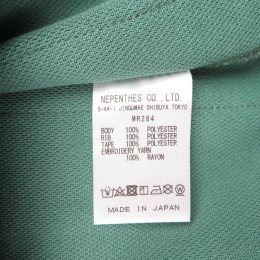 NEPENTHES CO., LTD.
5-44-1, JINGUMAE SHIBUYA, TOKYO
MR284
BODY 100% POLYESTER
RIB 100% POLYESTER
TAPE 100% POLYESTER
EMBROIDERY YARN
100% RAYON
MADE IN JAPAN